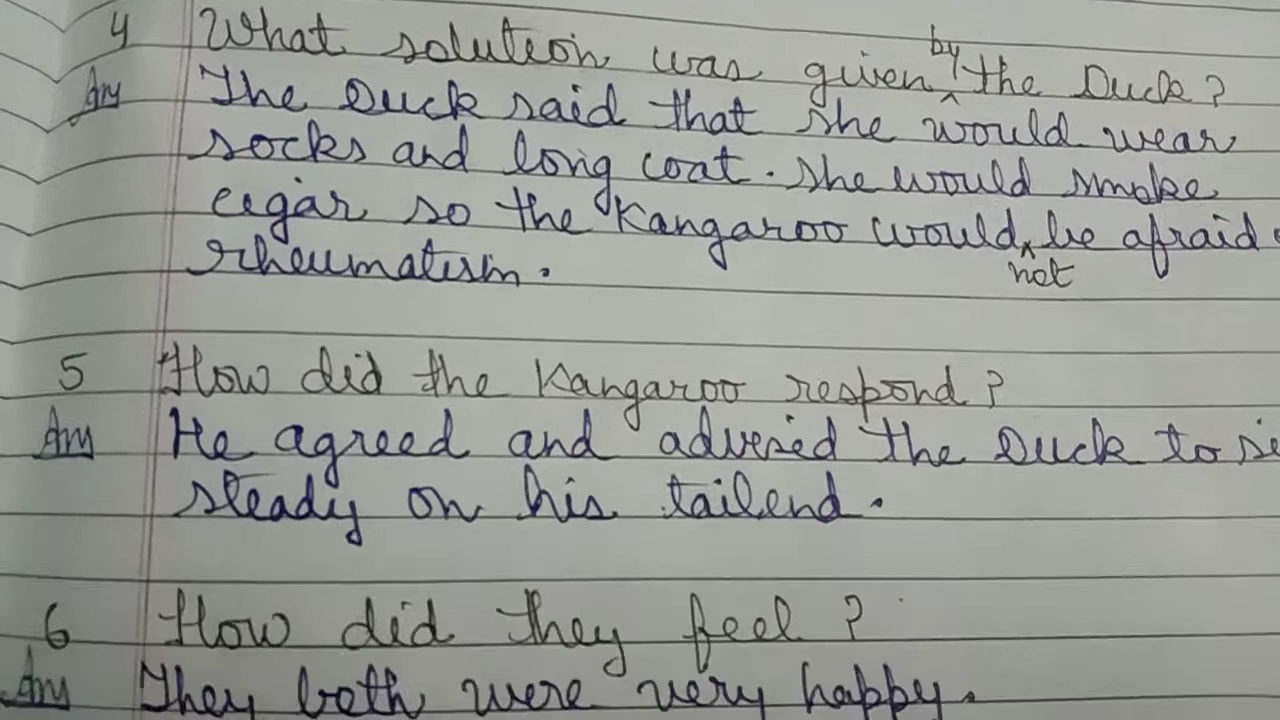 4 What solution was given by the Duck?
Ans The Duck said that she would wear
socks and long coat. She would smoke
cigar so the Kangaroo would not be afraid
rheumatism.
5 How did the Kangaroo respond?
Ans He agreed and advised the Duck to
steady on his tailend.
6 How did they feel?
Ans They both were very happy.